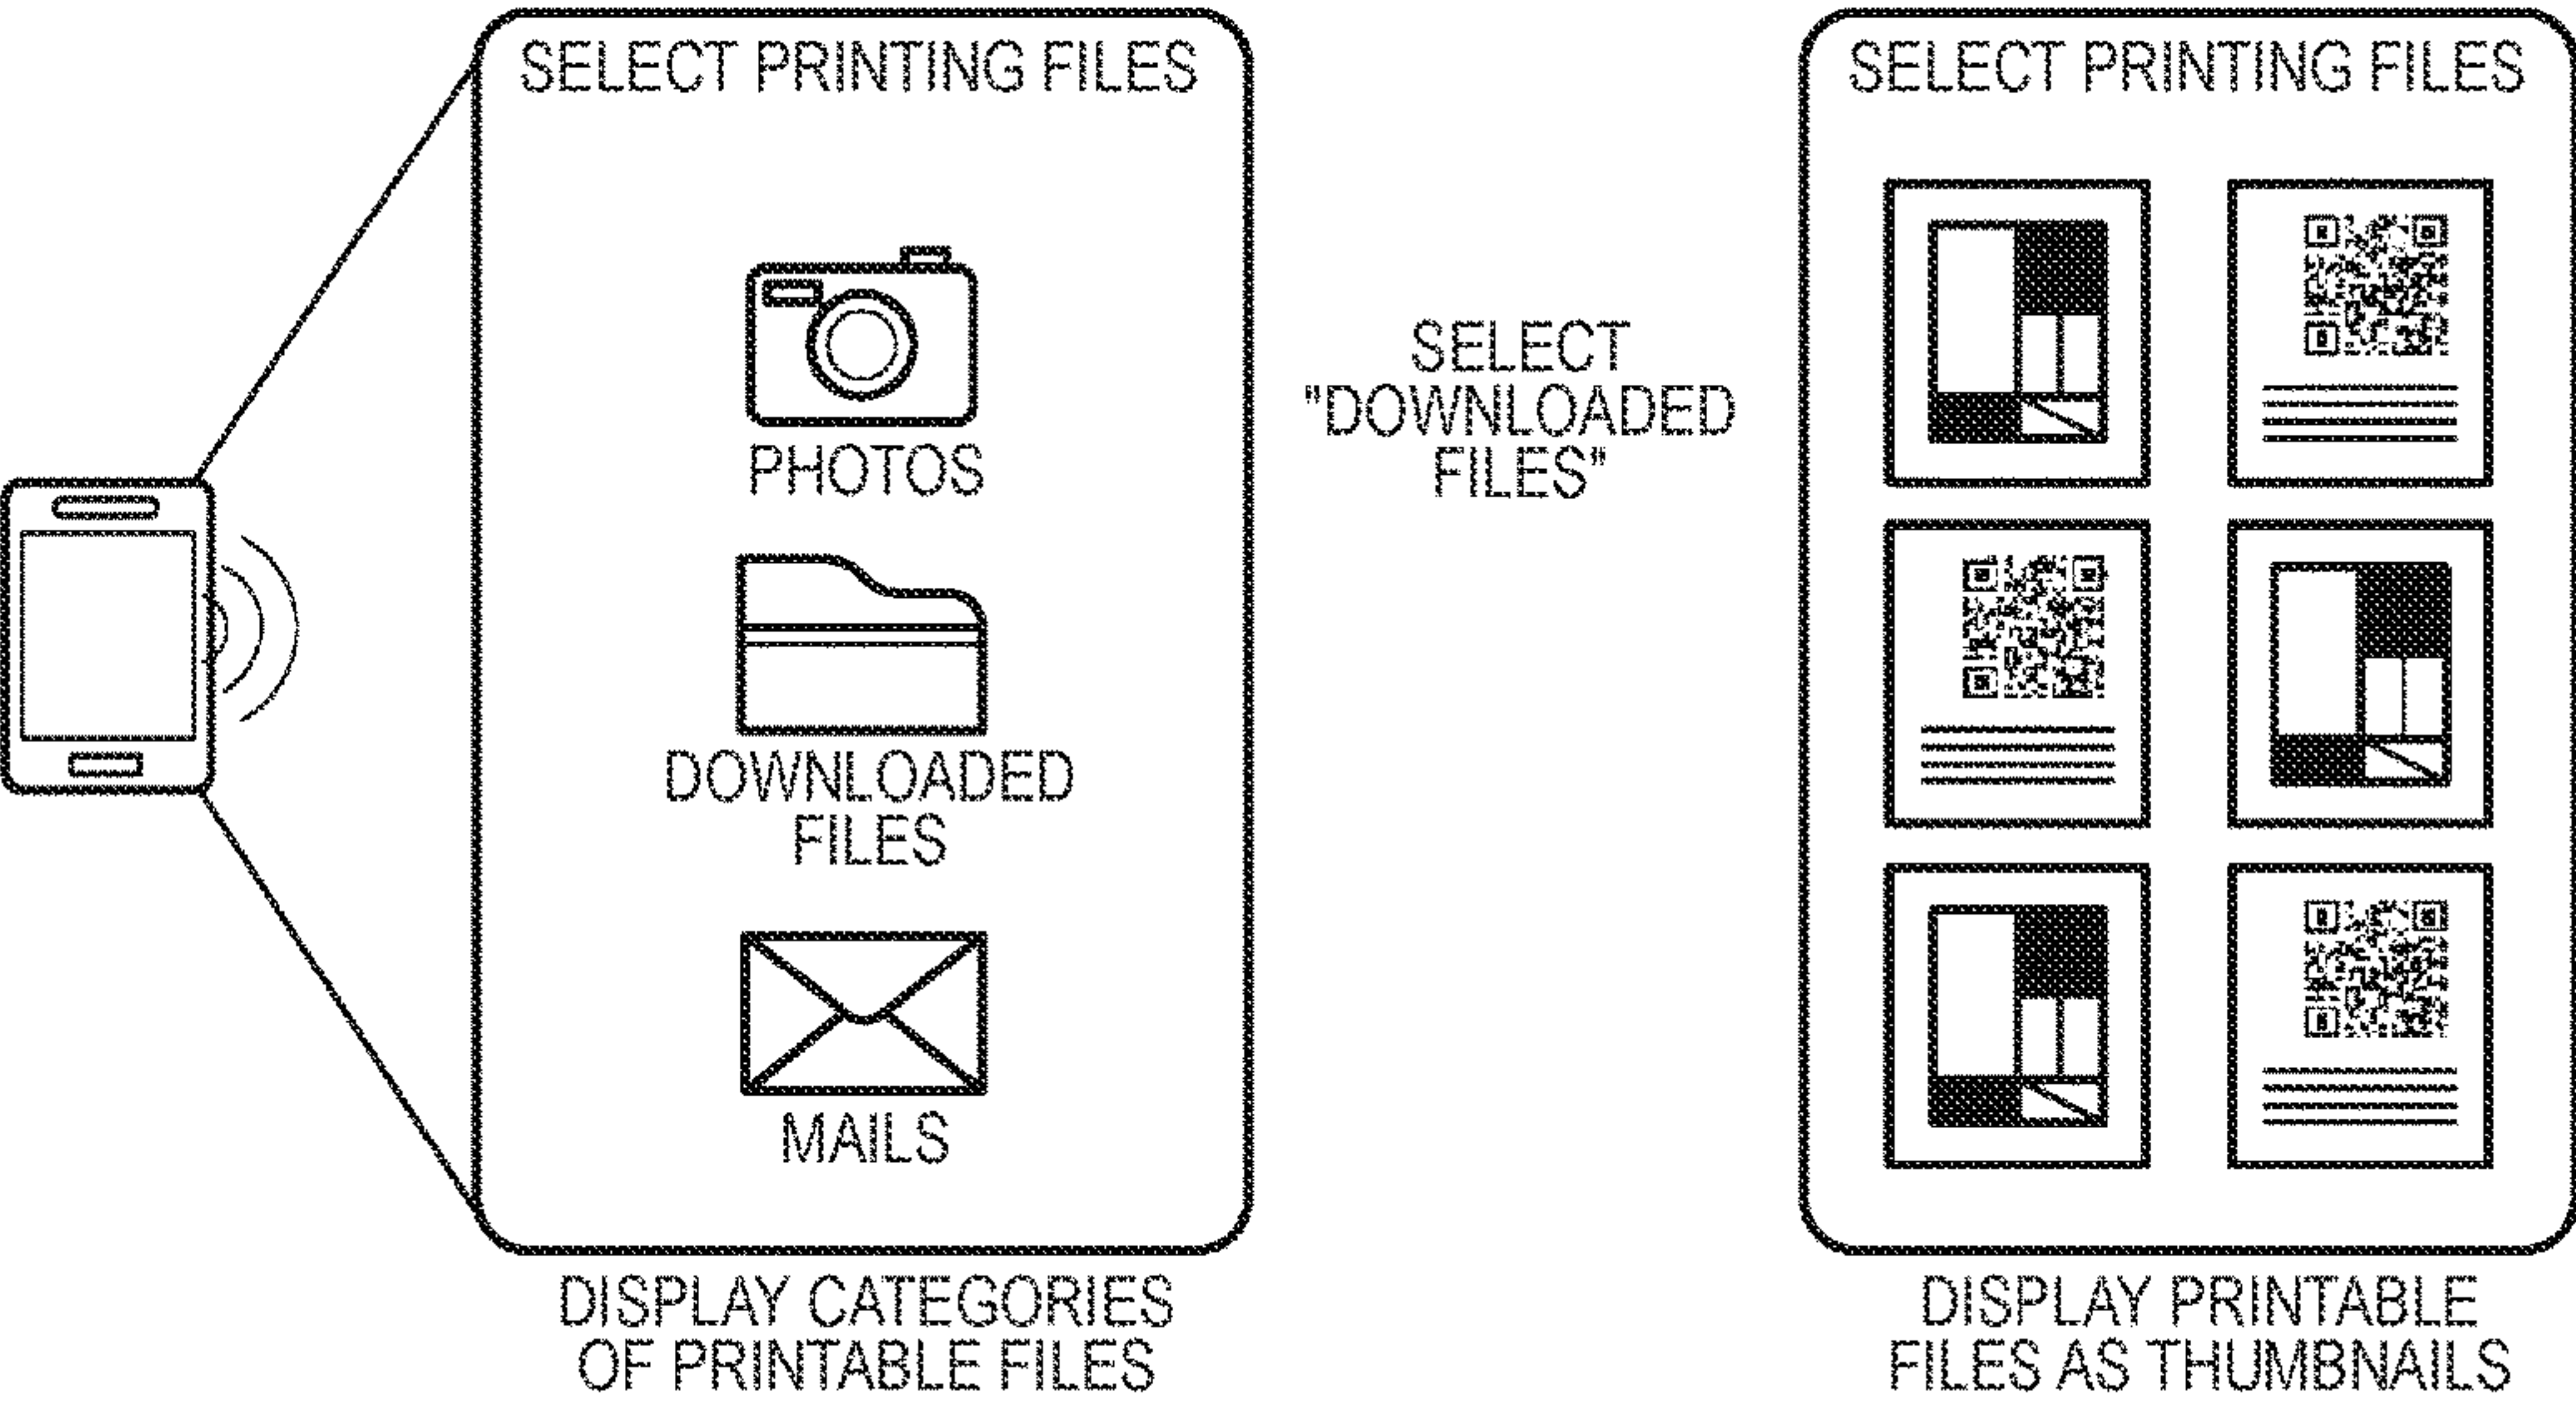 SELECT PRINTING FILES
PHOTOS
DOWNLOADED
FILES
MAILS
DISPLAY CATEGORIES
OF PRINTABLE FILES
SELECT
"DOWNLOADED
FILES"
SELECT PRINTING FILES
DISPLAY PRINTABLE
FILES AS THUMBNAILS